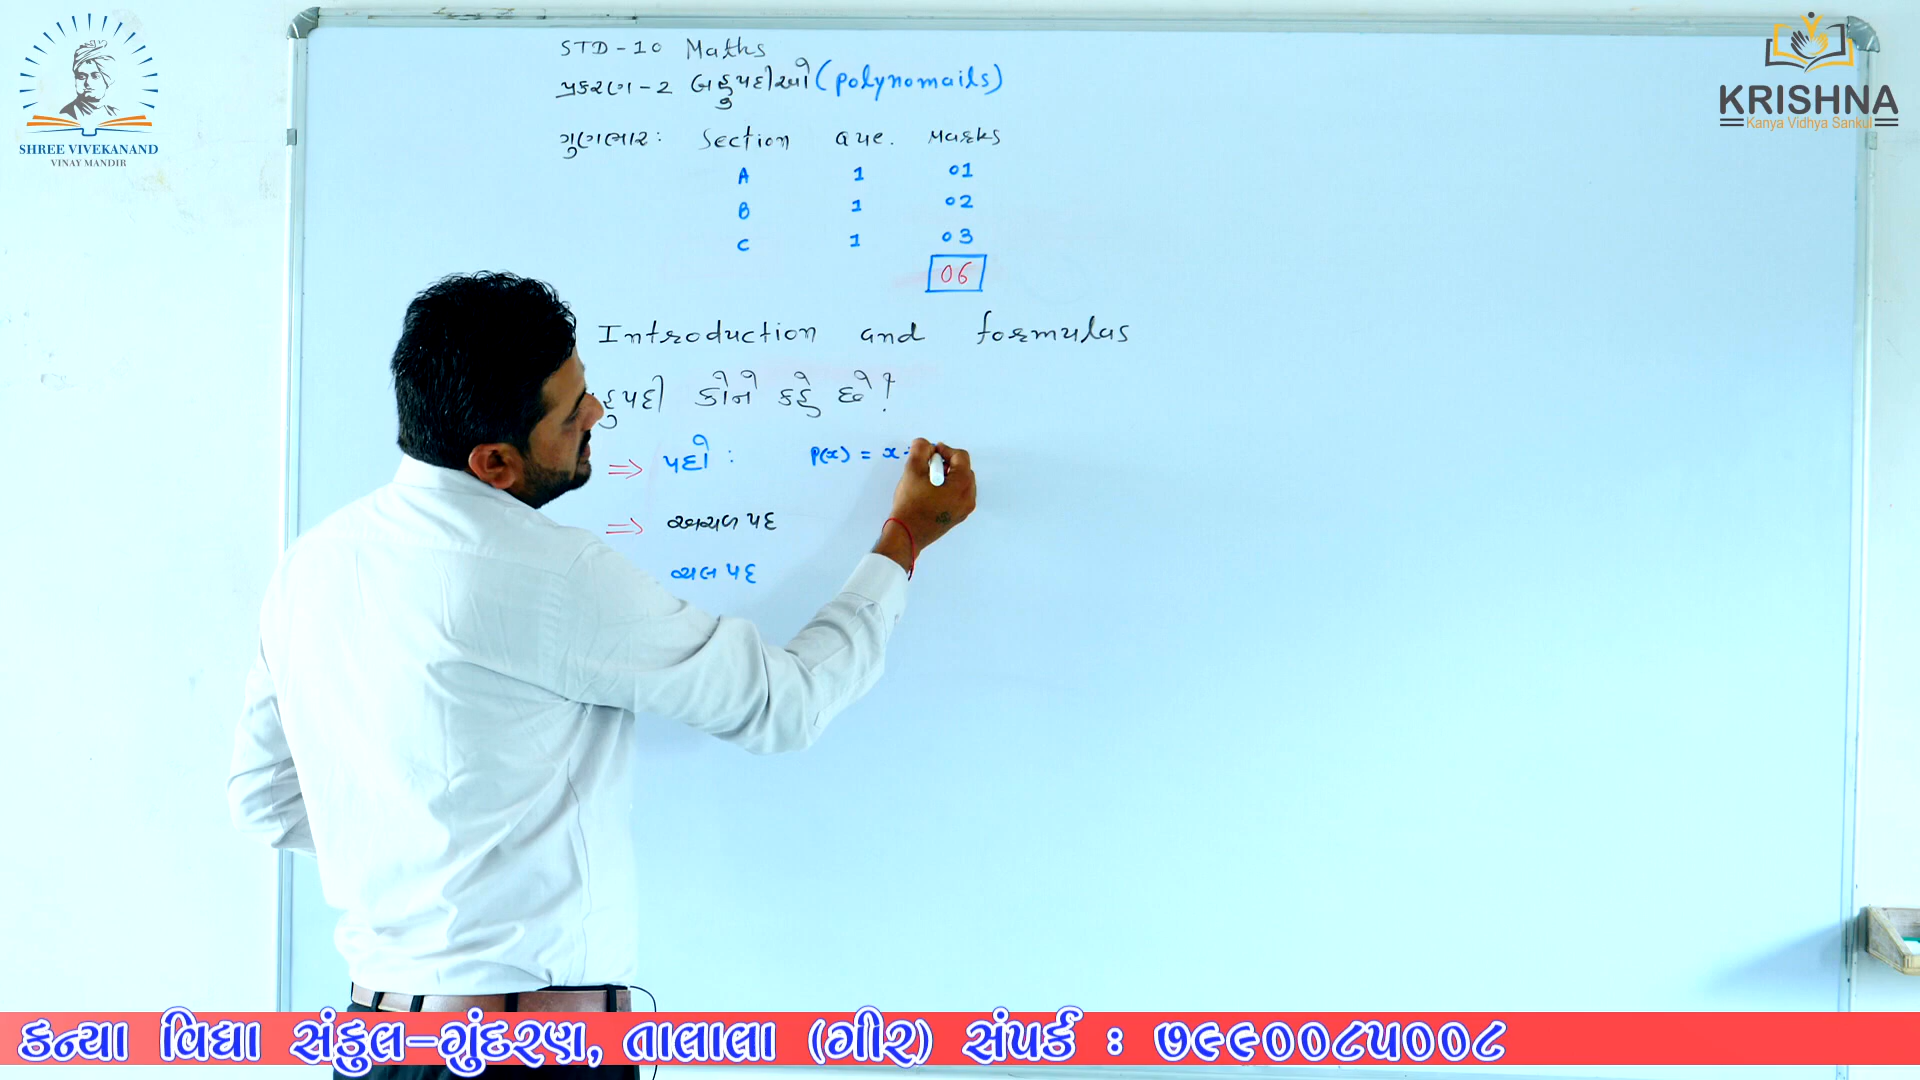 SHREE VIVEKANAND
VINAY MANDIR
KRISHNA
Kanya Vidhya Sankul
STD-10 Maths
પ્રકરણ-2 બહુપદીઓ (polynomails)
ગુણભાર: Section Que. Marks
A 1 01
B 1 02
C 1 03
06
Introduction and formulas
હુપદી કોને કહે છે?
⇒ પદો : P(x) = x
⇒ અચળ પદ
ચલ પદ
કન્યા વિદ્યા સંકુલ-ગુંદરણ, તાલાલા (ગીર) સંપર્ક : ૭૯૯૦૦૮૫૦૦૮